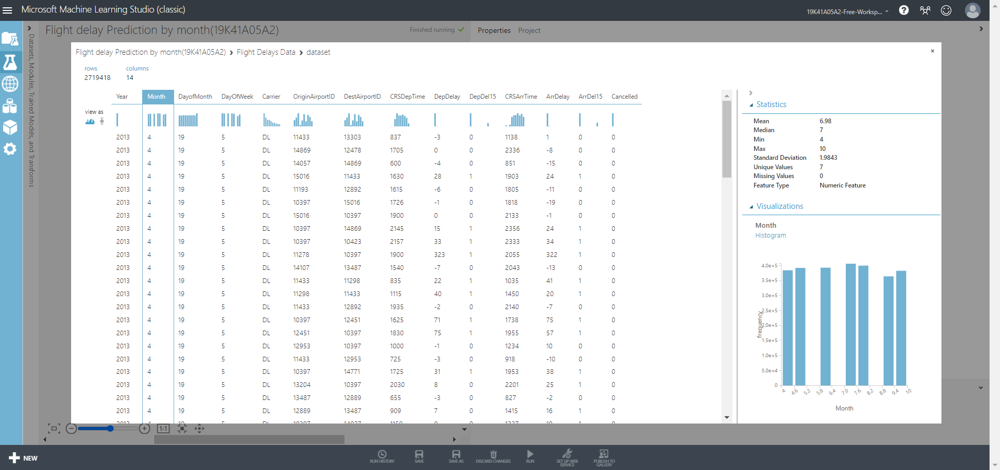 Microsoft Machine Learning Studio (classic)
19K41A05A2-Free-Worksp...
Flight delay Prediction by month(19K41A05A2)
Finished running
Properties Project
Datasets, Modules, Trained Models, and Transforms
Flight delay Prediction by month(19K41A05A2) › Flight Delays Data › dataset
rows columns
2719418 14
Year Month DayofMonth DayOfWeek Carrier OriginAirportID DestAirportID CRSDepTime DepDelay DepDel15 CRSArrTime ArrDelay ArrDel15 Cancelled
view as
2013 4 19 5 DL 11433 13303 837 -3 0 1138 1 0 0
2013 4 19 5 DL 14869 12478 1705 0 0 2336 -8 0 0
2013 4 19 5 DL 14057 14869 600 -4 0 851 -15 0 0
2013 4 19 5 DL 15016 11433 1630 28 1 1903 24 1 0
2013 4 19 5 DL 11193 12892 1615 -6 0 1805 -11 0 0
2013 4 19 5 DL 10397 15016 1726 -1 0 1818 -19 0 0
2013 4 19 5 DL 15016 10397 1900 0 0 2133 -1 0 0
2013 4 19 5 DL 10397 14869 2145 15 1 2356 24 1 0
2013 4 19 5 DL 10397 10423 2157 33 1 2333 34 1 0
2013 4 19 5 DL 11278 10397 1900 323 1 2055 322 1 0
2013 4 19 5 DL 14107 13487 1540 -7 0 2043 -13 0 0
2013 4 19 5 DL 11433 11298 835 22 1 1035 41 1 0
2013 4 19 5 DL 11298 11433 1115 40 1 1450 20 1 0
2013 4 19 5 DL 11433 12892 1935 -2 0 2140 -7 0 0
2013 4 19 5 DL 10397 12451 1625 71 1 1738 75 1 0
2013 4 19 5 DL 12451 10397 1830 75 1 1955 57 1 0
2013 4 19 5 DL 12953 10397 1000 -1 0 1234 10 0 0
2013 4 19 5 DL 11433 12953 725 -3 0 918 -10 0 0
2013 4 19 5 DL 10397 14771 1725 31 1 1953 38 1 0
2013 4 19 5 DL 13204 10397 2030 8 0 2201 25 1 0
2013 4 19 5 DL 13487 12889 655 -3 0 827 -2 0 0
2013 4 19 5 DL 12889 13487 909 7 0 1415 16 1 0
Statistics
Mean 6.98
Median 7
Min 4
Max 10
Standard Deviation 1.9843
Unique Values 7
Missing Values 0
Feature Type Numeric Feature
Visualizations
Month
Histogram
4.0e+5
3.5e+5
3.0e+5
2.5e+5
2.0e+5
1.5e+5
1.0e+5
5.0e+4
0
frequency
4 4.6 5.2 5.8 6.4 7.0 7.6 8.2 8.8 9.4 10
Month
1:1
NEW
RUN HISTORY
SAVE
SAVE AS
DISCARD CHANGES
RUN
SET UP WEB
SERVICE
PUBLISH TO
GALLERY